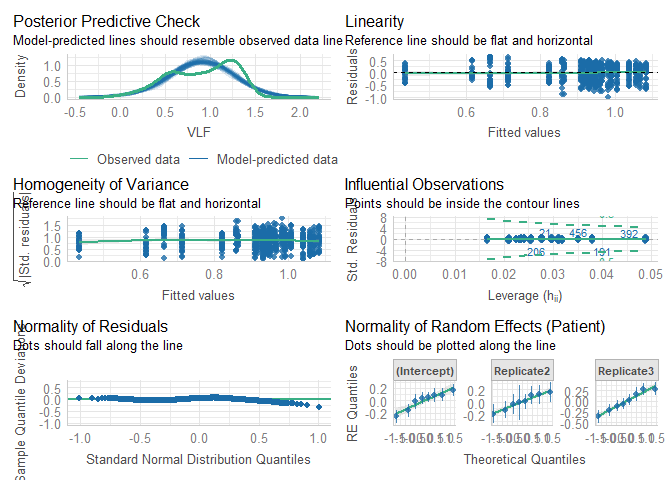 Posterior Predictive Check
Model-predicted lines should resemble observed data line
Density
1.0
0.5
0.0
-0.5 0.0 0.5 1.0 1.5 2.0
VLF
Observed data Model-predicted data
Linearity
Reference line should be flat and horizontal
Residuals
0.5
0.0
-0.5
-1.0
0.6 0.8 1.0
Fitted values
Homogeneity of Variance
Reference line should be flat and horizontal
√|Std. residuals|
1.5
1.0
0.5
0.0
0.6 0.8 1.0
Fitted values
Influential Observations
Points should be inside the contour lines
Std. Residuals
8
4
0
-4
-8
21 456 392
206 191
0.00 0.01 0.02 0.03 0.04 0.05
Leverage (hii)
Normality of Residuals
Dots should fall along the line
Sample Quantile Deviations
0.5
0.0
-0.5
-1.0
-1.0 -0.5 0.0 0.5 1.0
Standard Normal Distribution Quantiles
Normality of Random Effects (Patient)
Dots should be plotted along the line
RE Quantiles
(Intercept) Replicate2 Replicate3
0.2
0.0
-0.2
0.2
0.0
-0.2
0.25
0.00
-0.25
-0.50
Theoretical Quantiles